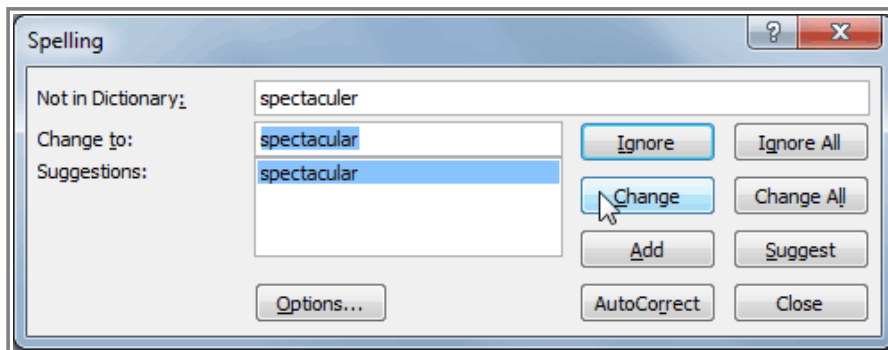 Spelling
Not in Dictionary: spectaculer
Change to: spectacular
Ignore Ignore All
Suggestions: spectacular
Change Change All
Add Suggest
Options... AutoCorrect Close